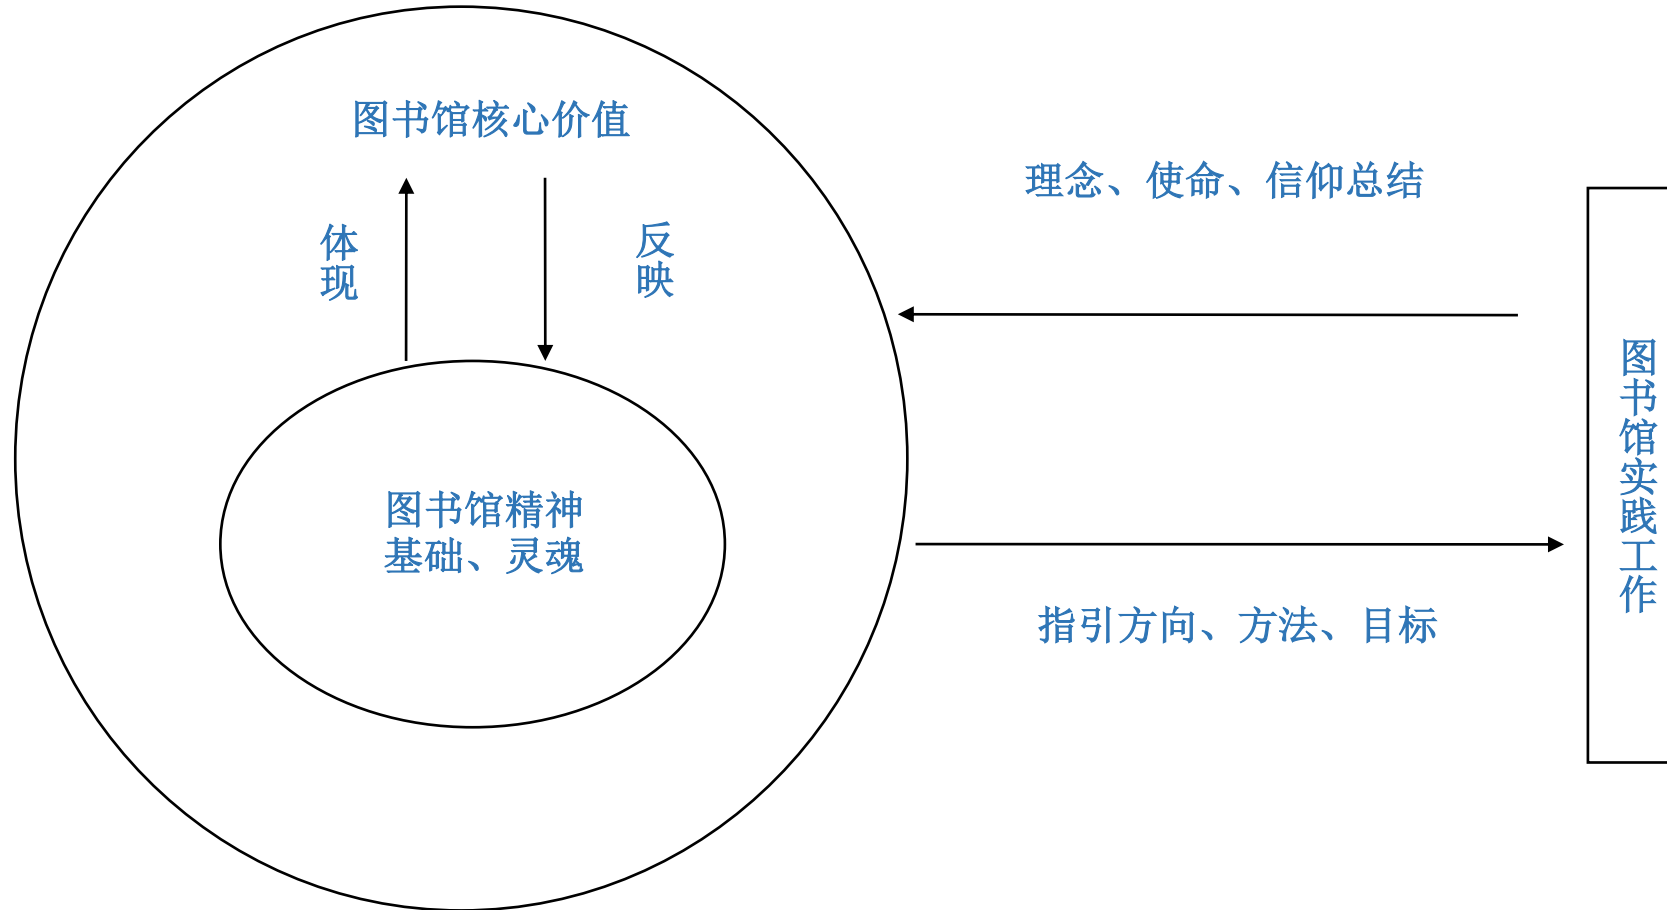 图书馆核心价值
体现
反映
图书馆精神
基础、灵魂
理念、使命、信仰总结
指引方向、方法、目标
图书馆实践工作